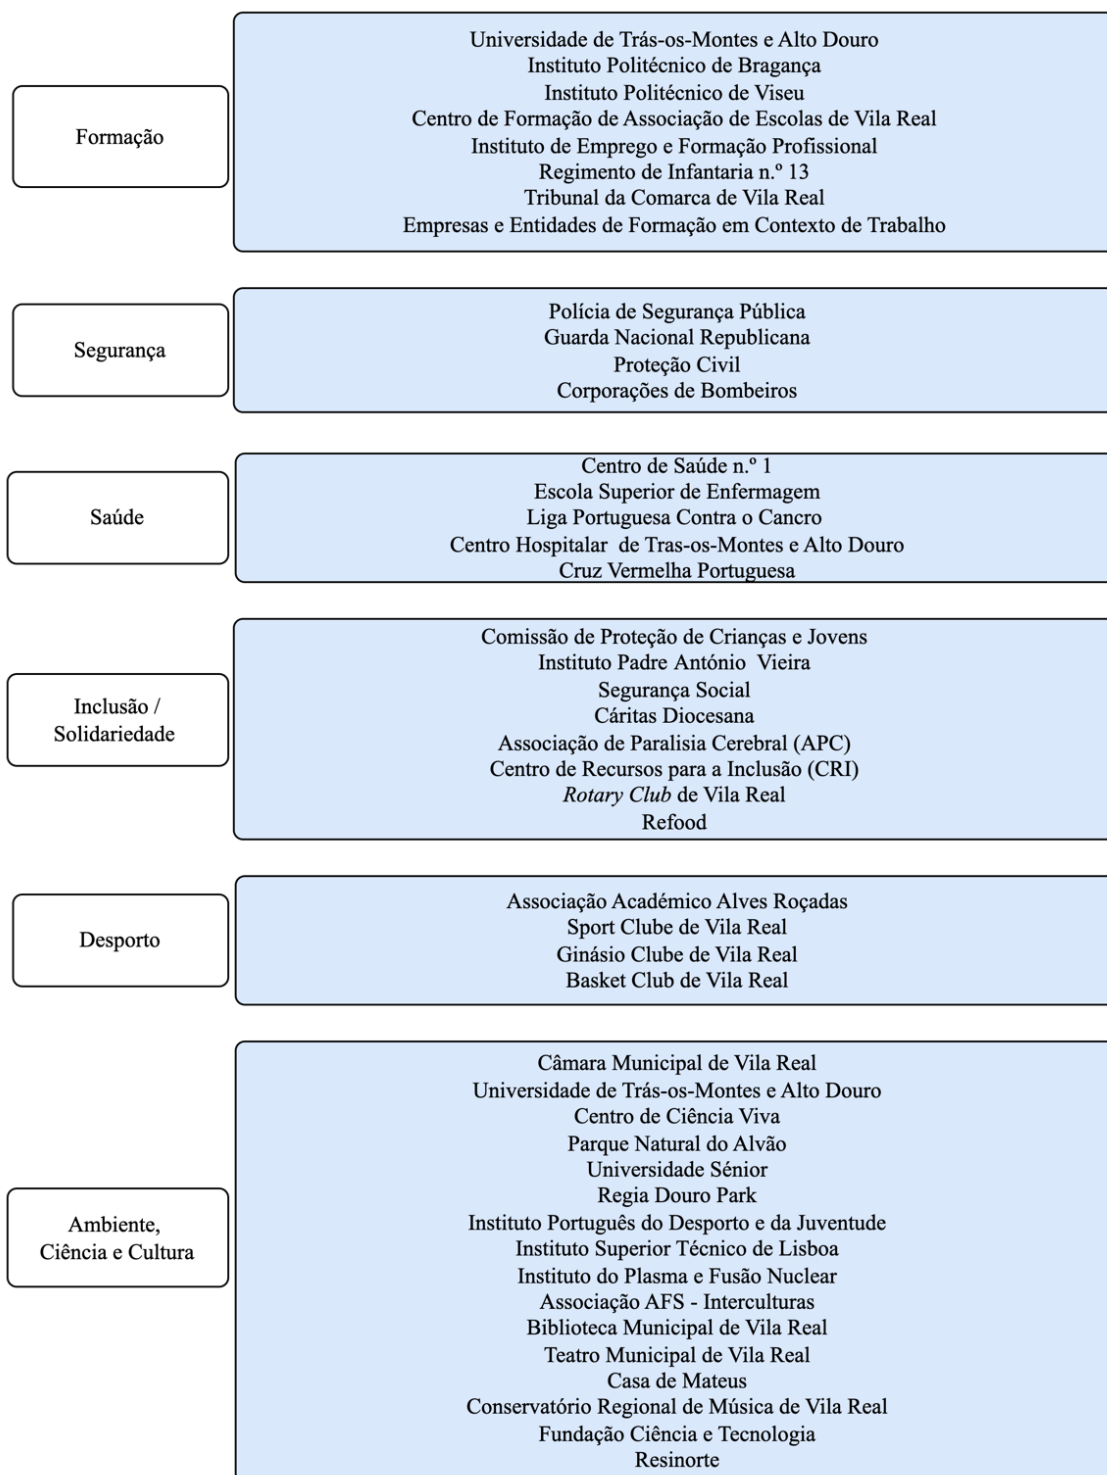 Formação
Universidade de Trás-os-Montes e Alto Douro
Instituto Politécnico de Bragança
Instituto Politécnico de Viseu
Centro de Formação de Associação de Escolas de Vila Real
Instituto de Emprego e Formação Profissional
Regimento de Infantaria n.º 13
Tribunal da Comarca de Vila Real
Empresas e Entidades de Formação em Contexto de Trabalho
Segurança
Polícia de Segurança Pública
Guarda Nacional Republicana
Proteção Civil
Corporações de Bombeiros
Saúde
Centro de Saúde n.º 1
Escola Superior de Enfermagem
Liga Portuguesa Contra o Cancro
Centro Hospitalar de Tras-os-Montes e Alto Douro
Cruz Vermelha Portuguesa
Inclusão /
Solidariedade
Comissão de Proteção de Crianças e Jovens
Instituto Padre António Vieira
Segurança Social
Cáritas Diocesana
Associação de Paralisia Cerebral (APC)
Centro de Recursos para a Inclusão (CRI)
Rotary Club de Vila Real
Refood
Desporto
Associação Académico Alves Roçadas
Sport Clube de Vila Real
Ginásio Clube de Vila Real
Basket Club de Vila Real
Ambiente,
Ciência e Cultura
Câmara Municipal de Vila Real
Universidade de Trás-os-Montes e Alto Douro
Centro de Ciência Viva
Parque Natural do Alvão
Universidade Sénior
Regia Douro Park
Instituto Português do Desporto e da Juventude
Instituto Superior Técnico de Lisboa
Instituto do Plasma e Fusão Nuclear
Associação AFS - Interculturas
Biblioteca Municipal de Vila Real
Teatro Municipal de Vila Real
Casa de Mateus
Conservatório Regional de Música de Vila Real
Fundação Ciência e Tecnologia
Resinorte